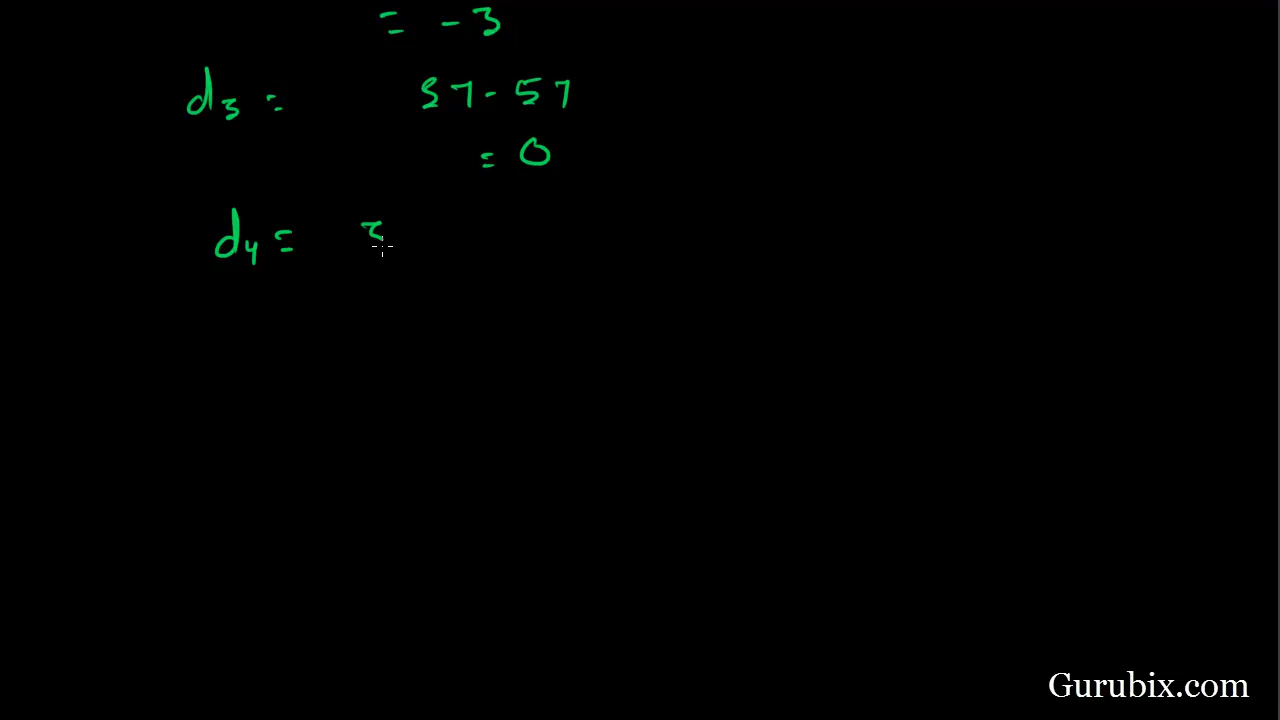 = - 3
d3 = 57 - 57
= 0
d4 =
Gurubix.com